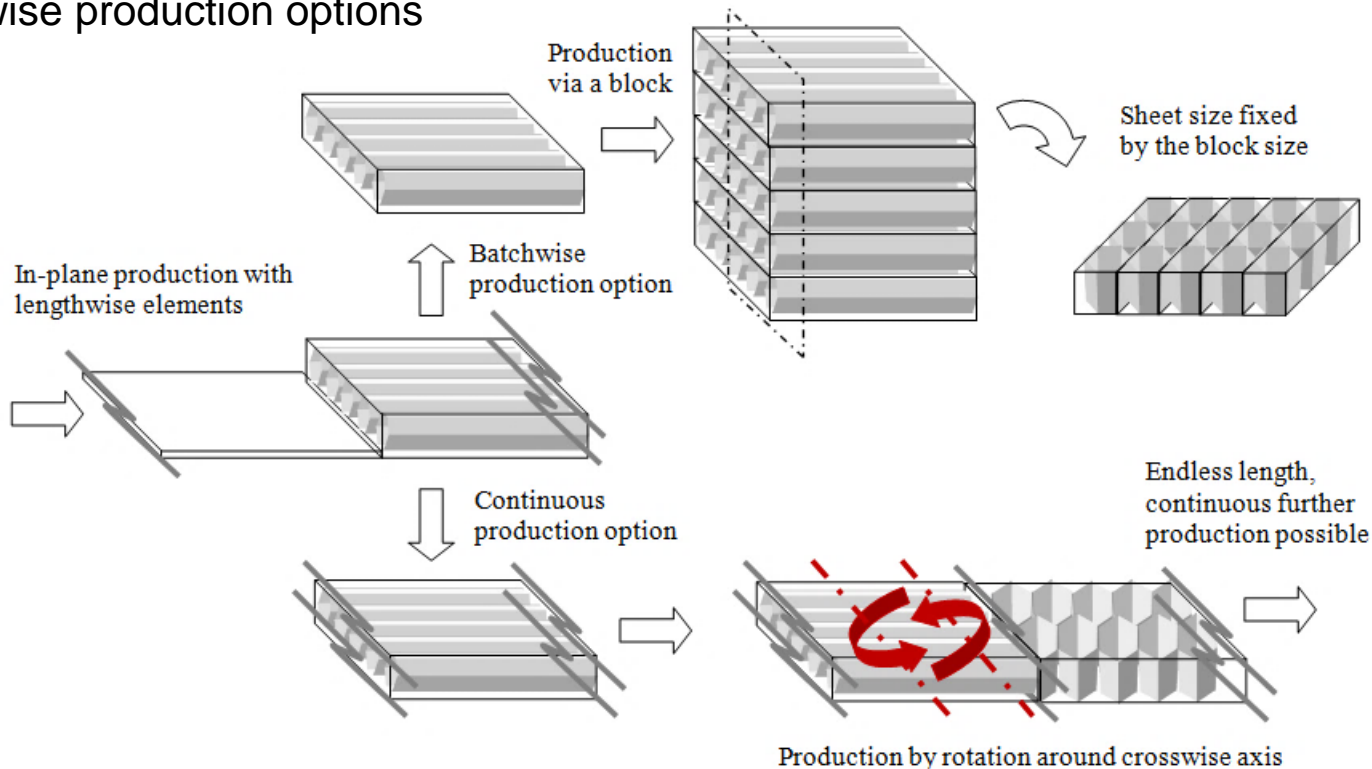 wise production options
Production
via a block
Sheet size fixed
by the block size
In-plane production with
lengthwise elements
Batchwise
production option
Continuous
production option
Endless length,
continuous further
production possible
Production by rotation around crosswise axis